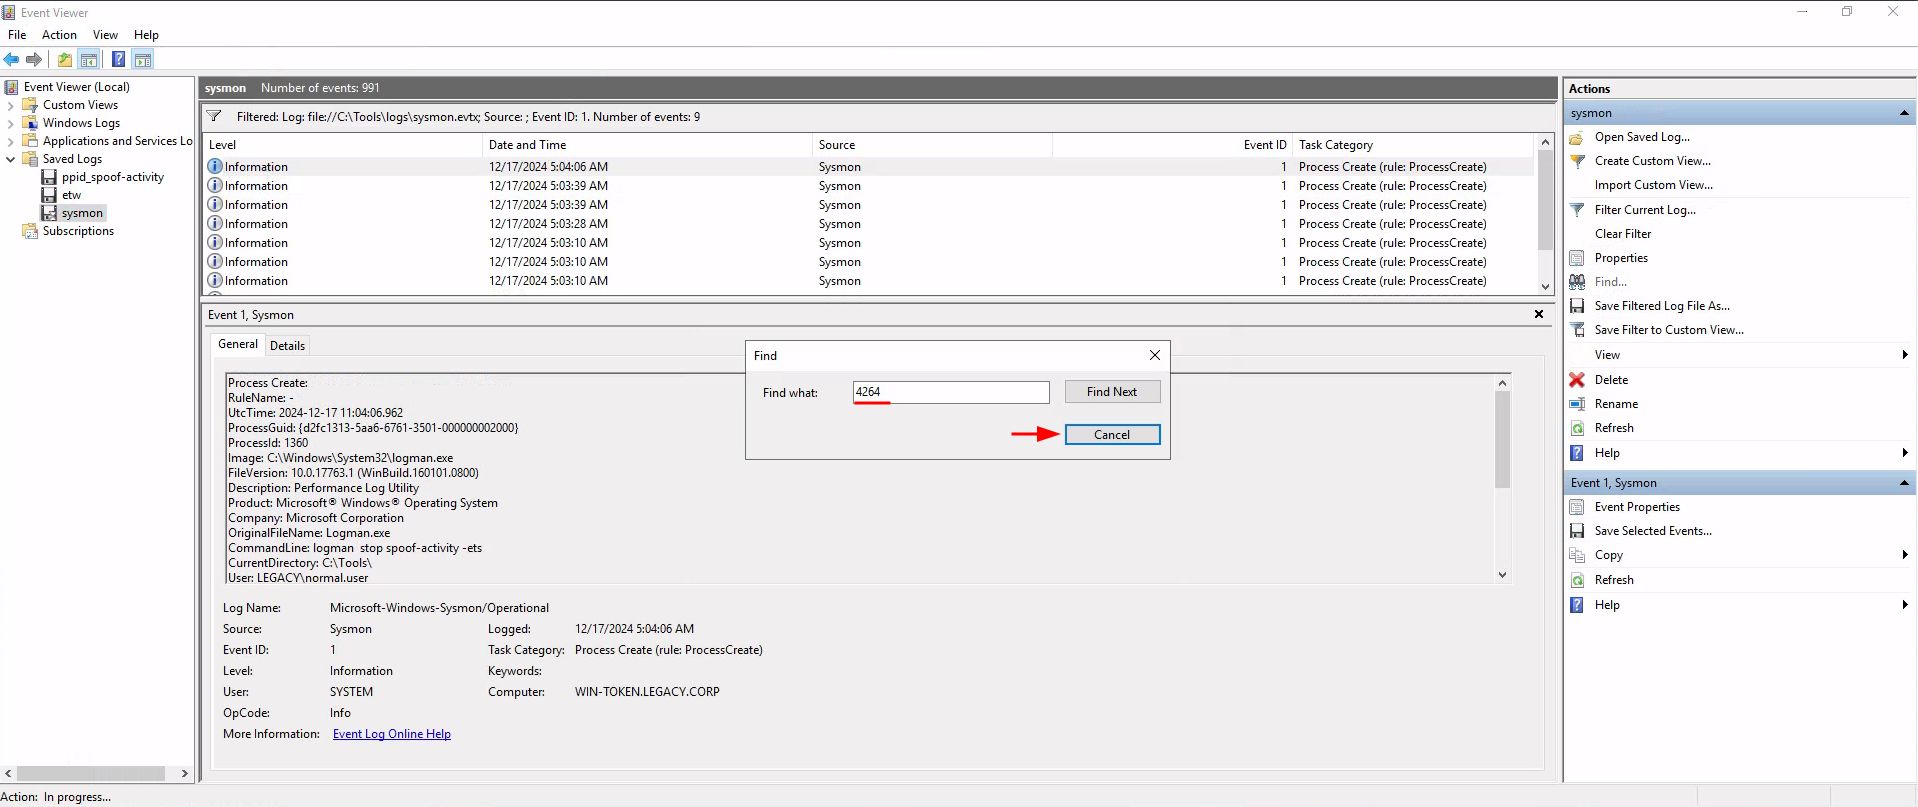 Event Viewer
File Action View Help
Event Viewer (Local)
Custom Views
Windows Logs
Applications and Services Lo
Saved Logs
ppid_spoof-activity
etw
sysmon
Subscriptions
sysmon Number of events: 991
Filtered: Log: file://C:\Tools\logs\sysmon.evtx; Source: ; Event ID: 1. Number of events: 9
Level Date and Time Source Event ID Task Category
Information 12/17/2024 5:04:06 AM Sysmon 1 Process Create (rule: ProcessCreate)
Information 12/17/2024 5:03:39 AM Sysmon 1 Process Create (rule: ProcessCreate)
Information 12/17/2024 5:03:39 AM Sysmon 1 Process Create (rule: ProcessCreate)
Information 12/17/2024 5:03:28 AM Sysmon 1 Process Create (rule: ProcessCreate)
Information 12/17/2024 5:03:10 AM Sysmon 1 Process Create (rule: ProcessCreate)
Information 12/17/2024 5:03:10 AM Sysmon 1 Process Create (rule: ProcessCreate)
Information 12/17/2024 5:03:10 AM Sysmon 1 Process Create (rule: ProcessCreate)
Event 1, Sysmon
General Details
Process Create:
RuleName: -
UtcTime: 2024-12-17 11:04:06.962
ProcessGuid: {d2fc1313-5aa6-6761-3501-000000002000}
ProcessId: 1360
Image: C:\Windows\System32\logman.exe
FileVersion: 10.0.17763.1 (WinBuild.160101.0800)
Description: Performance Log Utility
Product: Microsoft® Windows® Operating System
Company: Microsoft Corporation
OriginalFileName: Logman.exe
CommandLine: logman  stop spoof-activity -ets
CurrentDirectory: C:\Tools\
User: LEGACY\normal.user
Log Name: Microsoft-Windows-Sysmon/Operational
Source: Sysmon Logged: 12/17/2024 5:04:06 AM
Event ID: 1 Task Category: Process Create (rule: ProcessCreate)
Level: Information Keywords:
User: SYSTEM Computer: WIN-TOKEN.LEGACY.CORP
OpCode: Info
More Information: Event Log Online Help
Find
Find what: 4264 Find Next
Cancel
Actions
sysmon
Open Saved Log...
Create Custom View...
Import Custom View...
Filter Current Log...
Clear Filter
Properties
Find...
Save Filtered Log File As...
Save Filter to Custom View...
View
Delete
Rename
Refresh
Help
Event 1, Sysmon
Event Properties
Save Selected Events...
Copy
Refresh
Help
Action: In progress...